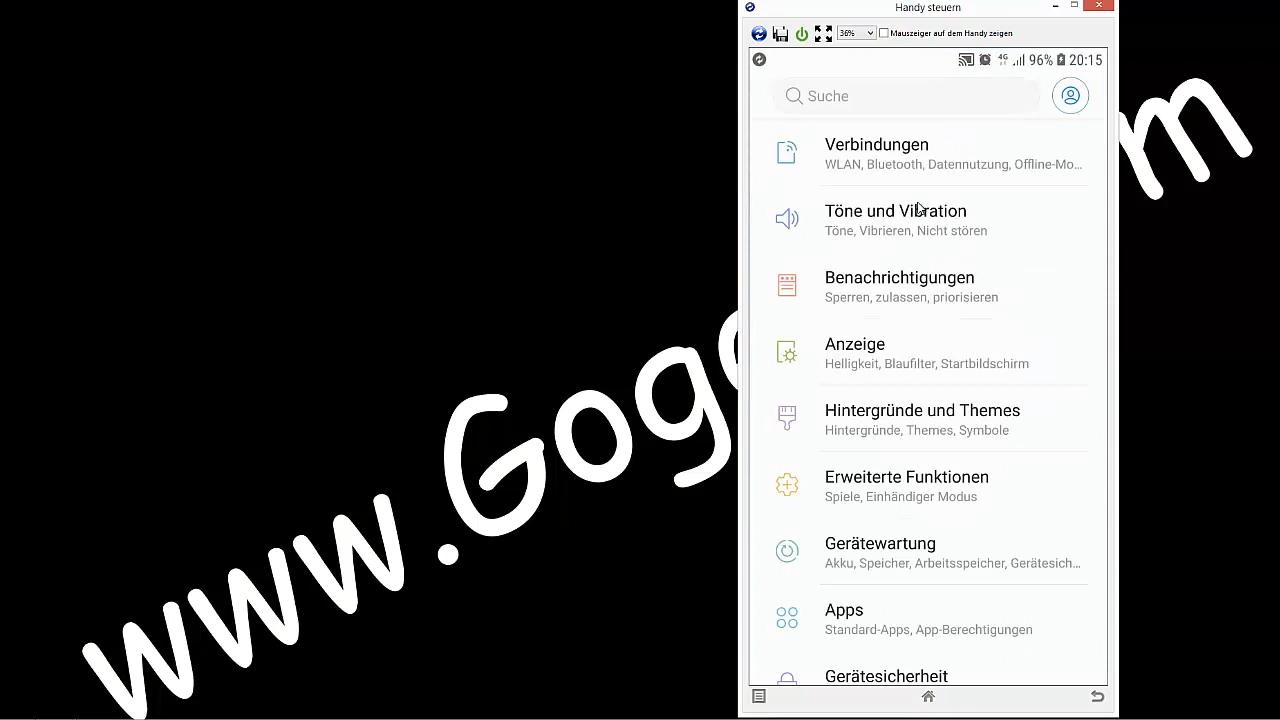 Handy steuern
36%
Mauszeiger auf dem Handy zeigen
4G 96% 20:15
Suche
Verbindungen
WLAN, Bluetooth, Datennutzung, Offline-Mo...
Töne und Vibration
Töne, Vibrieren, Nicht stören
Benachrichtigungen
Sperren, zulassen, priorisieren
Anzeige
Helligkeit, Blaufilter, Startbildschirm
Hintergründe und Themes
Hintergründe, Themes, Symbole
Erweiterte Funktionen
Spiele, Einhändiger Modus
Gerätewartung
Akku, Speicher, Arbeitsspeicher, Gerätesich...
Apps
Standard-Apps, App-Berechtigungen
Gerätesicherheit